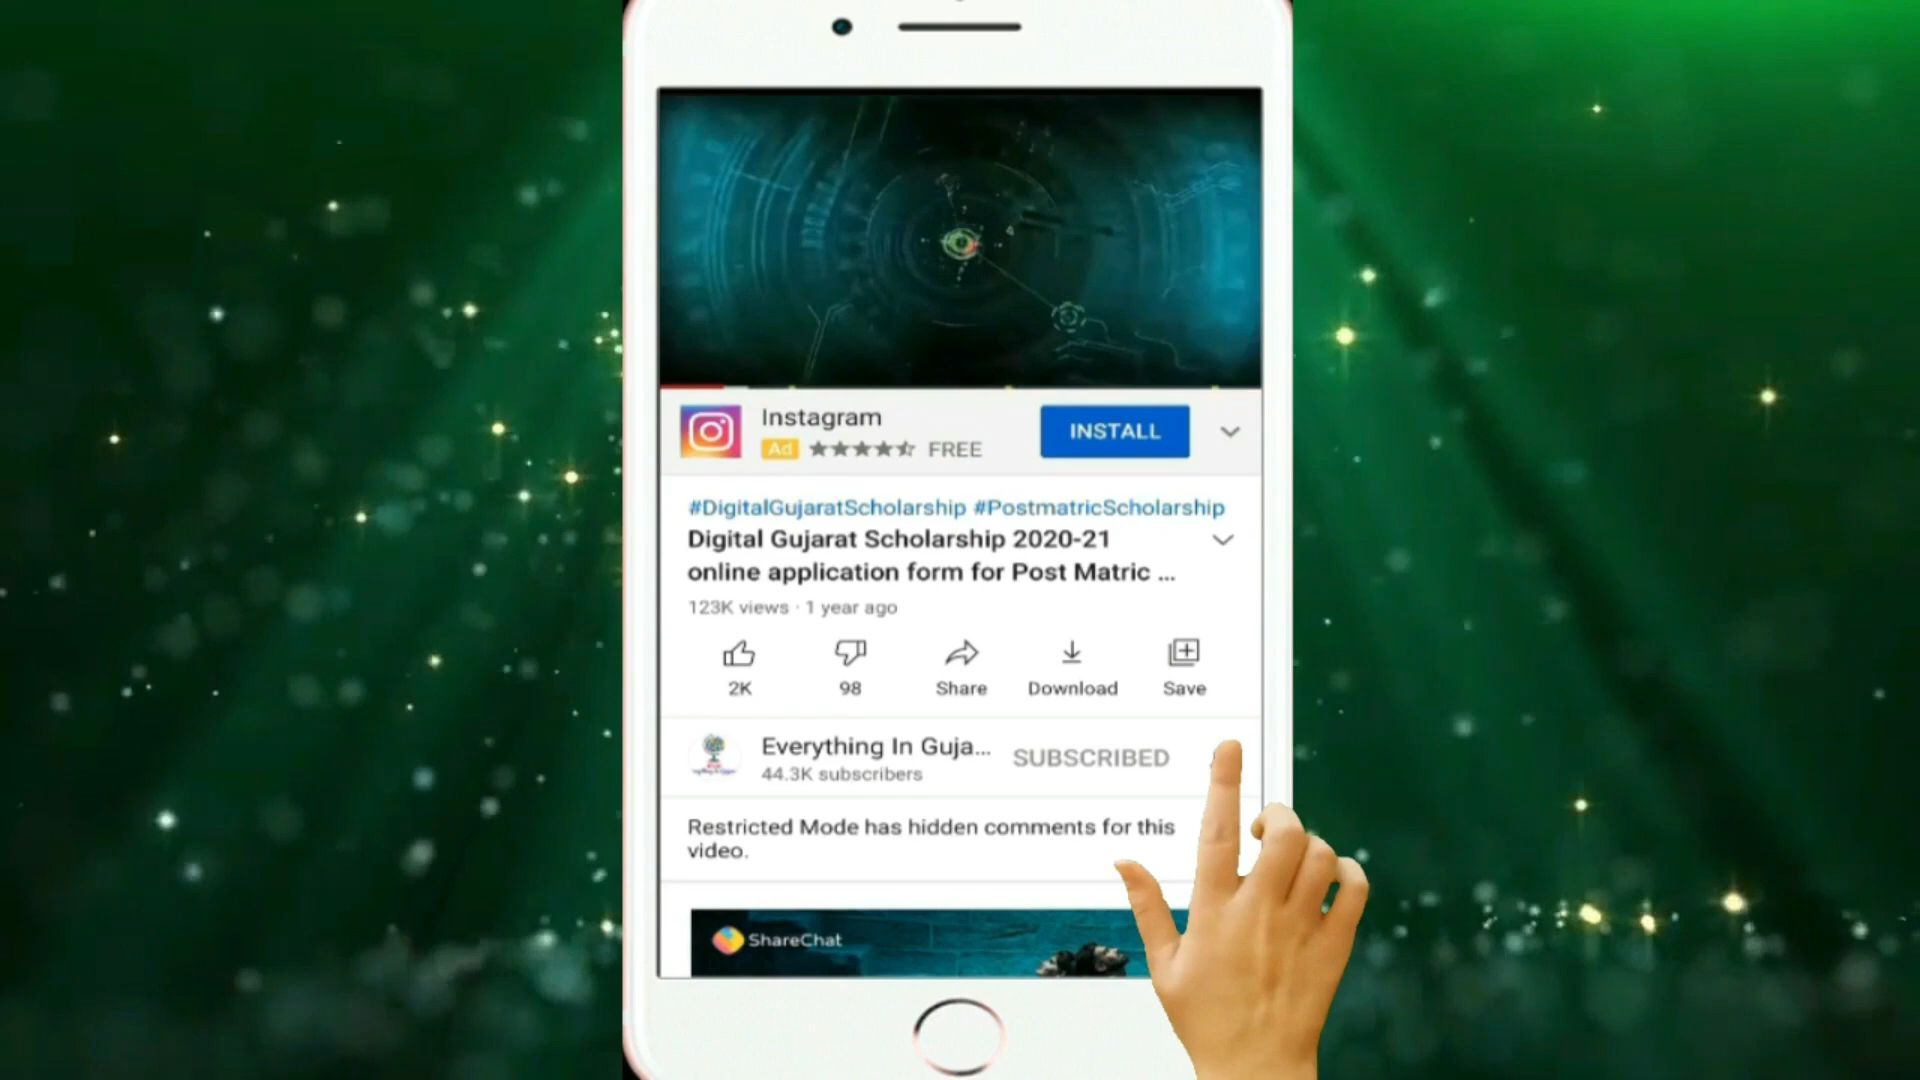 Instagram
Ad FREE
INSTALL
#DigitalGujaratScholarship #PostmatricScholarship
Digital Gujarat Scholarship 2020-21
online application form for Post Matric ...
123K views · 1 year ago
2K 98 Share Download Save
Everything In Guja...
44.3K subscribers
SUBSCRIBED
Restricted Mode has hidden comments for this
video.
ShareChat